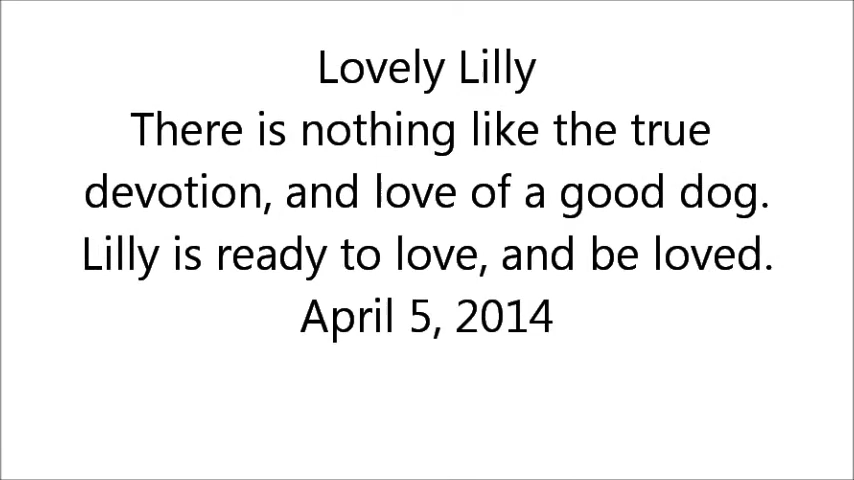 Lovely Lilly
There is nothing like the true
devotion, and love of a good dog.
Lilly is ready to love, and be loved.
April 5, 2014